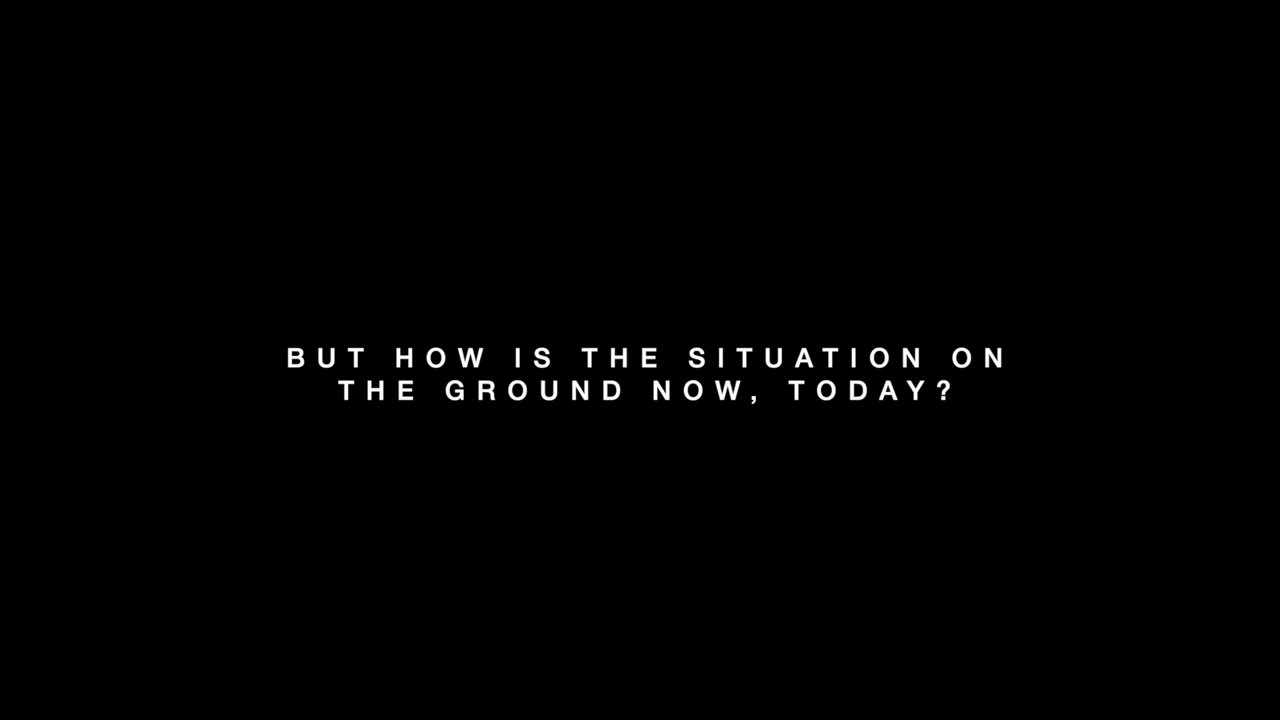 BUT HOW IS THE SITUATION ON
THE GROUND NOW, TODAY?